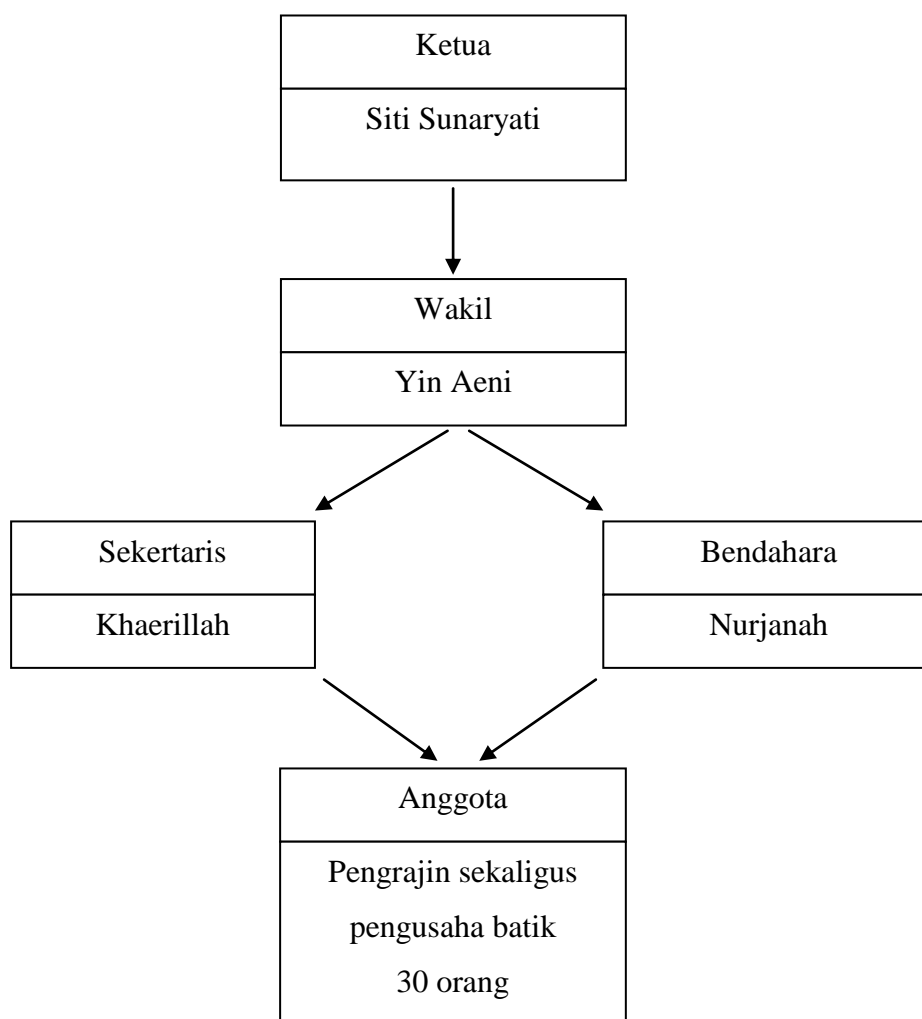 Ketua
Siti Sunaryati
Wakil
Yin Aeni
Sekertaris
Khaerillah
Bendahara
Nurjanah
Anggota
Pengrajin sekaligus
pengusaha batik
30 orang